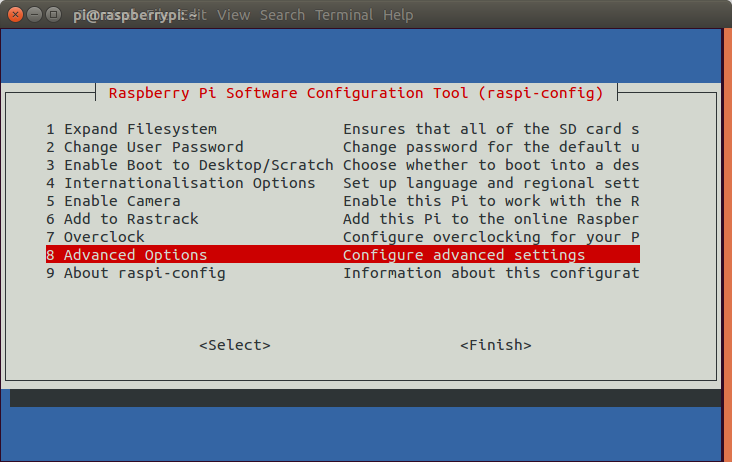 pi@raspberrypi: ~ Edit View Search Terminal Help
Raspberry Pi Software Configuration Tool (raspi-config)
1 Expand Filesystem Ensures that all of the SD card s
2 Change User Password Change password for the default u
3 Enable Boot to Desktop/Scratch Choose whether to boot into a des
4 Internationalisation Options Set up language and regional sett
5 Enable Camera Enable this Pi to work with the R
6 Add to Rastrack Add this Pi to the online Raspber
7 Overclock Configure overclocking for your P
8 Advanced Options Configure advanced settings
9 About raspi-config Information about this configurat
<Select> <Finish>